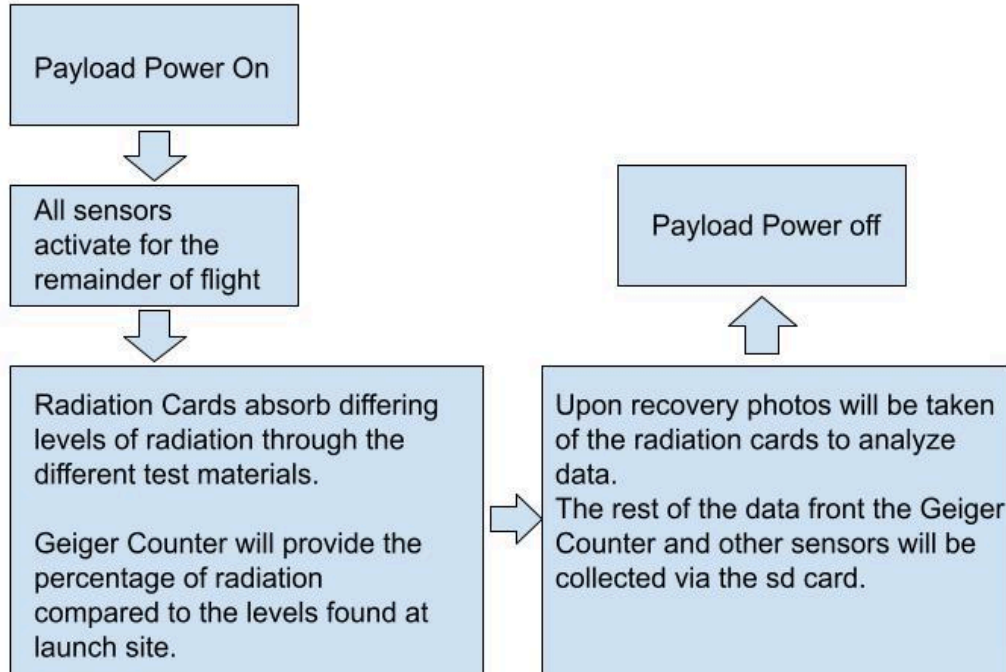 Payload Power On
All sensors
activate for the
remainder of flight
Radiation Cards absorb differing
levels of radiation through the
different test materials.
Geiger Counter will provide the
percentage of radiation
compared to the levels found at
launch site.
Upon recovery photos will be taken
of the radiation cards to analyze
data.
The rest of the data front the Geiger
Counter and other sensors will be
collected via the sd card.
Payload Power off